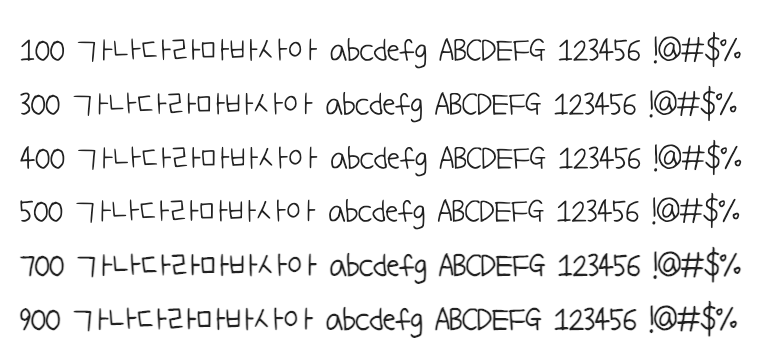 100 가나다라마바사아 abcdefg ABCDEFG 123456 !@#$%
300 가나다라마바사아 abcdefg ABCDEFG 123456 !@#$%
400 가나다라마바사아 abcdefg ABCDEFG 123456 !@#$%
500 가나다라마바사아 abcdefg ABCDEFG 123456 !@#$%
700 가나다라마바사아 abcdefg ABCDEFG 123456 !@#$%
900 가나다라마바사아 abcdefg ABCDEFG 123456 !@#$%